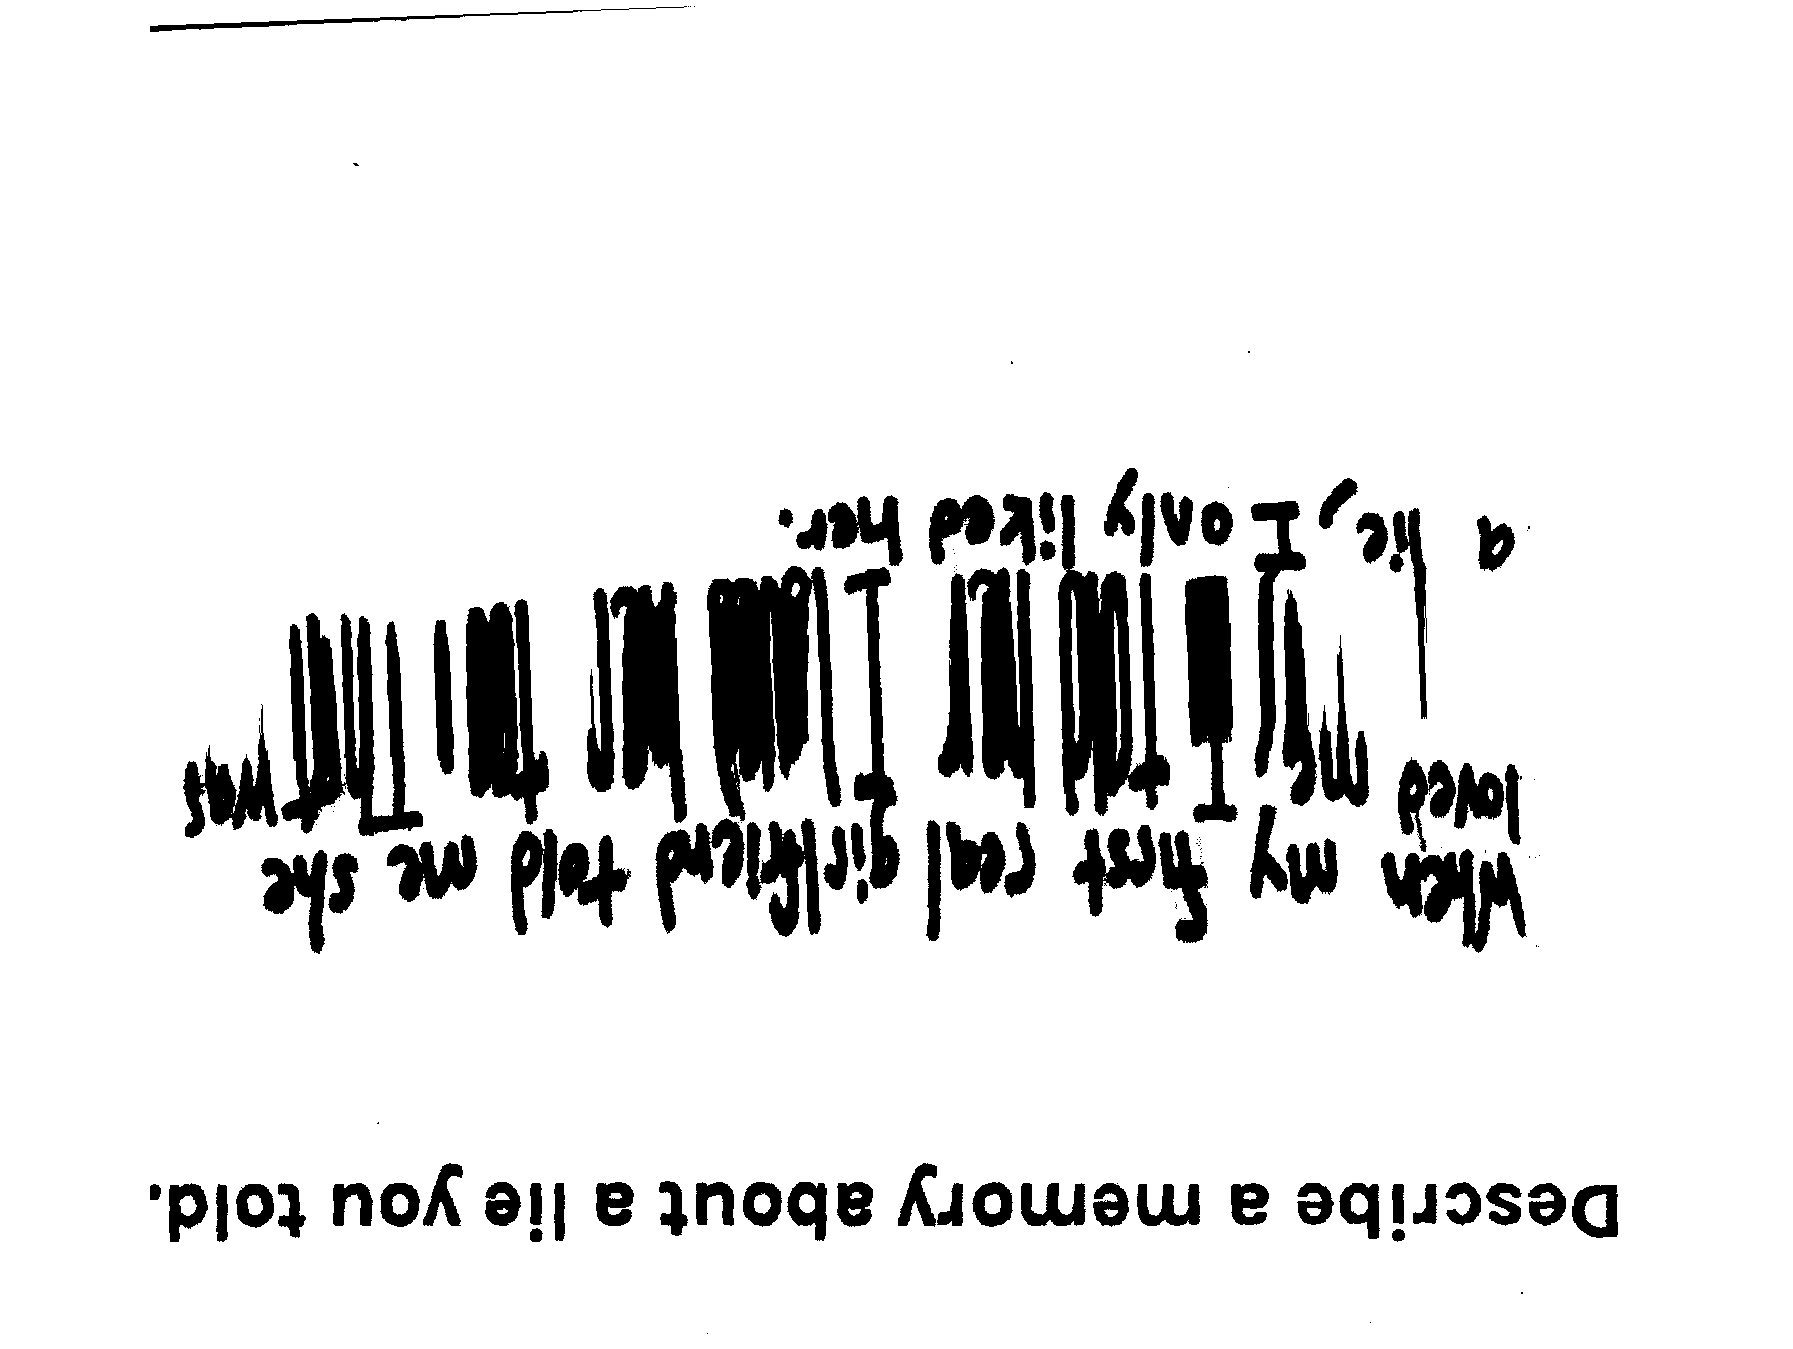 Describe a memory about a lie you told.
When my first real girlfriend told me she
loved me, I told her I loved her too. That was
a lie, I only liked her.